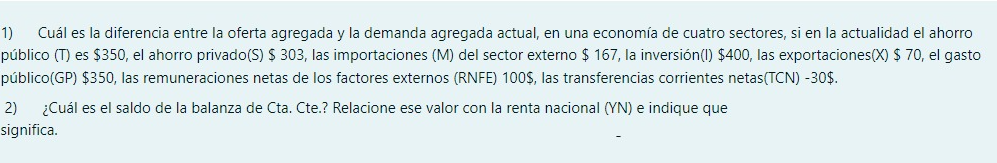 1) Cuál es la diferencia entre la oferta agregada y la demanda agregada actual, en una economía de cuatro sectores, si en la actualidad el ahorro
público (T) es $350, el ahorro privado(S) $ 303, las importaciones (M) del sector externo $ 167, la inversión(I) $400, las exportaciones(X) $ 70, el gasto
público(GP) $350, las remuneraciones netas de los factores externos (RNFE) 100$, las transferencias corrientes netas(TCN) -30$.
2) ¿Cuál es el saldo de la balanza de Cta. Cte.? Relacione ese valor con la renta nacional (YN) e indique que
significa. -